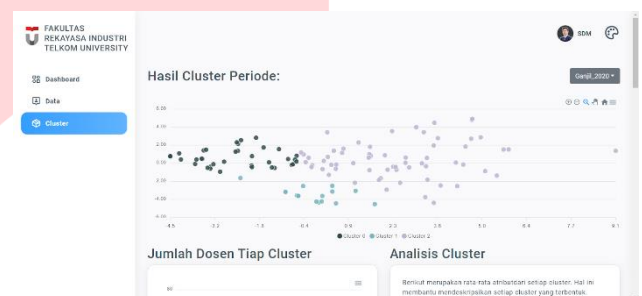 FAKULTAS
REKAYASA INDUSTRI
TELKOM UNIVERSITY
SDM
Dashboard
Data
Cluster
Hasil Cluster Periode:
Ganjil_2020
Cluster 0 Cluster 1 Cluster 2
Jumlah Dosen Tiap Cluster
Analisis Cluster
Berikut merupakan rata rata atribut dari setiap cluster. Hal ini
membantu mendeskripsikan setiap cluster yang terbentuk.